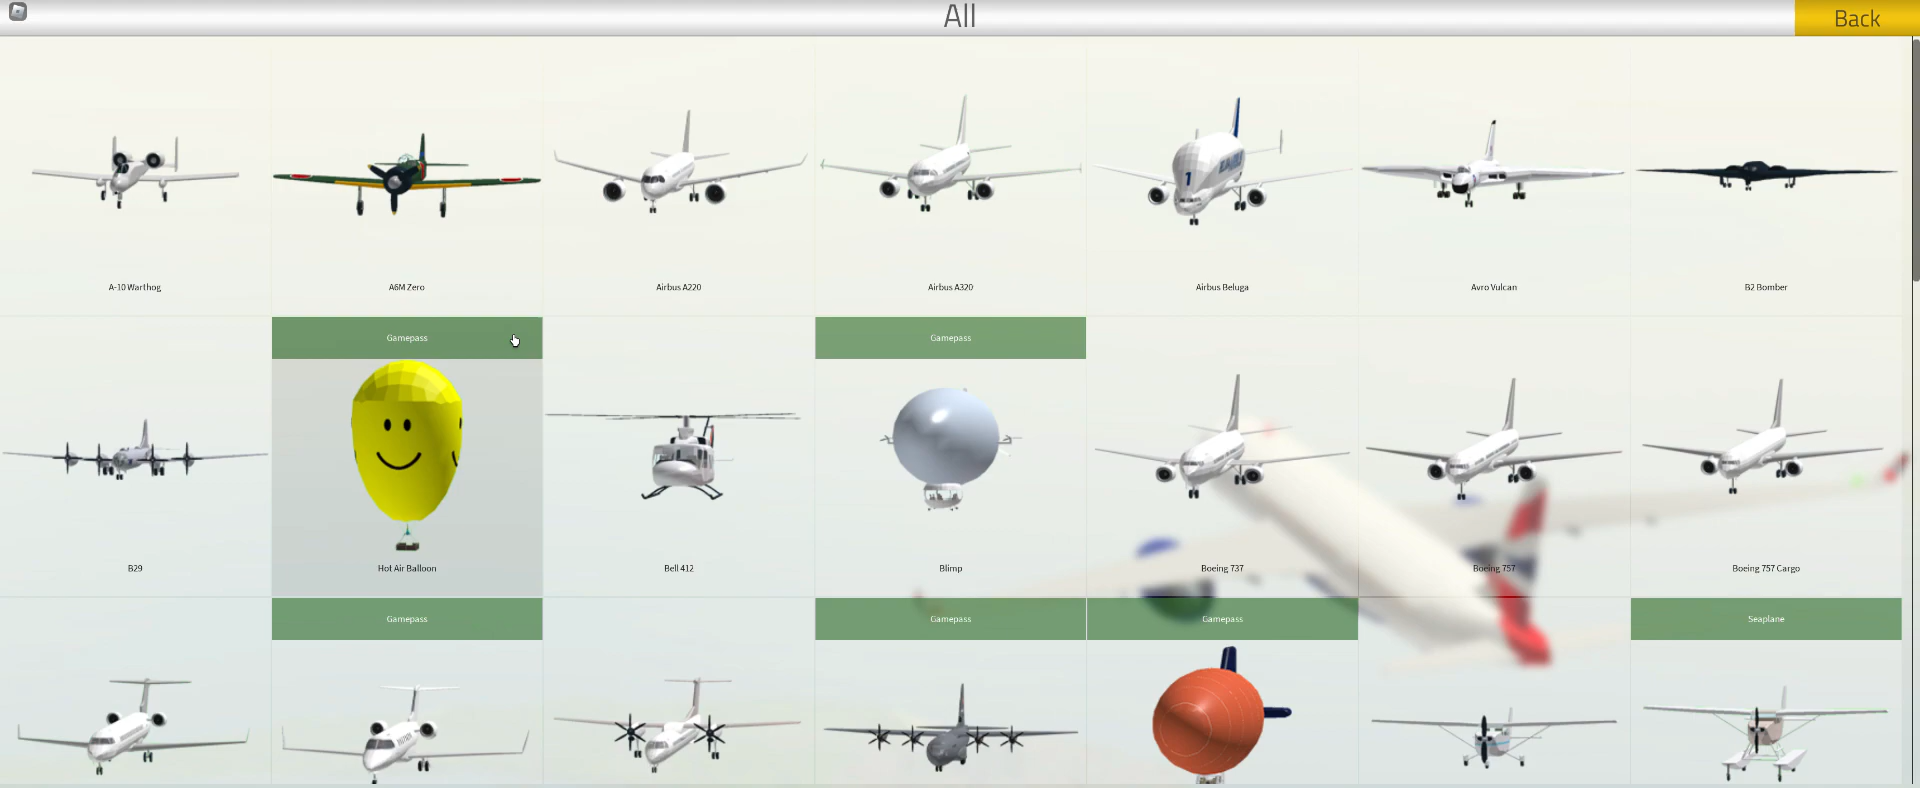 All
Back
A-10 Warthog
A6M Zero
Airbus A220
Airbus A320
Airbus Beluga
Avro Vulcan
B2 Bomber
1
Gamepass
Gamepass
B29
Hot Air Balloon
Bell 412
Blimp
Boeing 737
Boeing 757
Boeing 757 Cargo
Gamepass
Gamepass
Gamepass
Seaplane